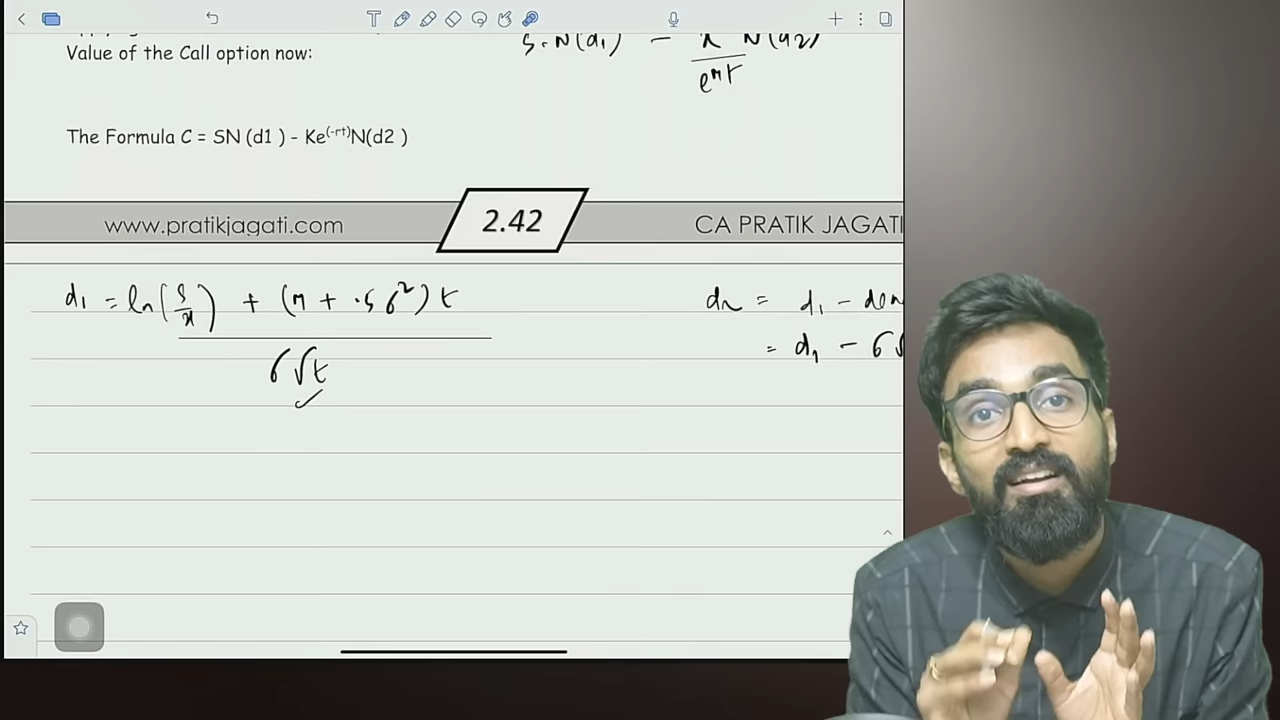 S.N(d1) - x/e^rt N(d2)
Value of the Call option now:
The Formula C = SN (d1 ) - Ke(-rt)N(d2 )
www.pratikjagati.com
2.42
CA PRATIK JAGATI
d1 = ln(S/x) + (r + .5σ²)t
σ√t
d2 = d1 - den
= d1 - σ√